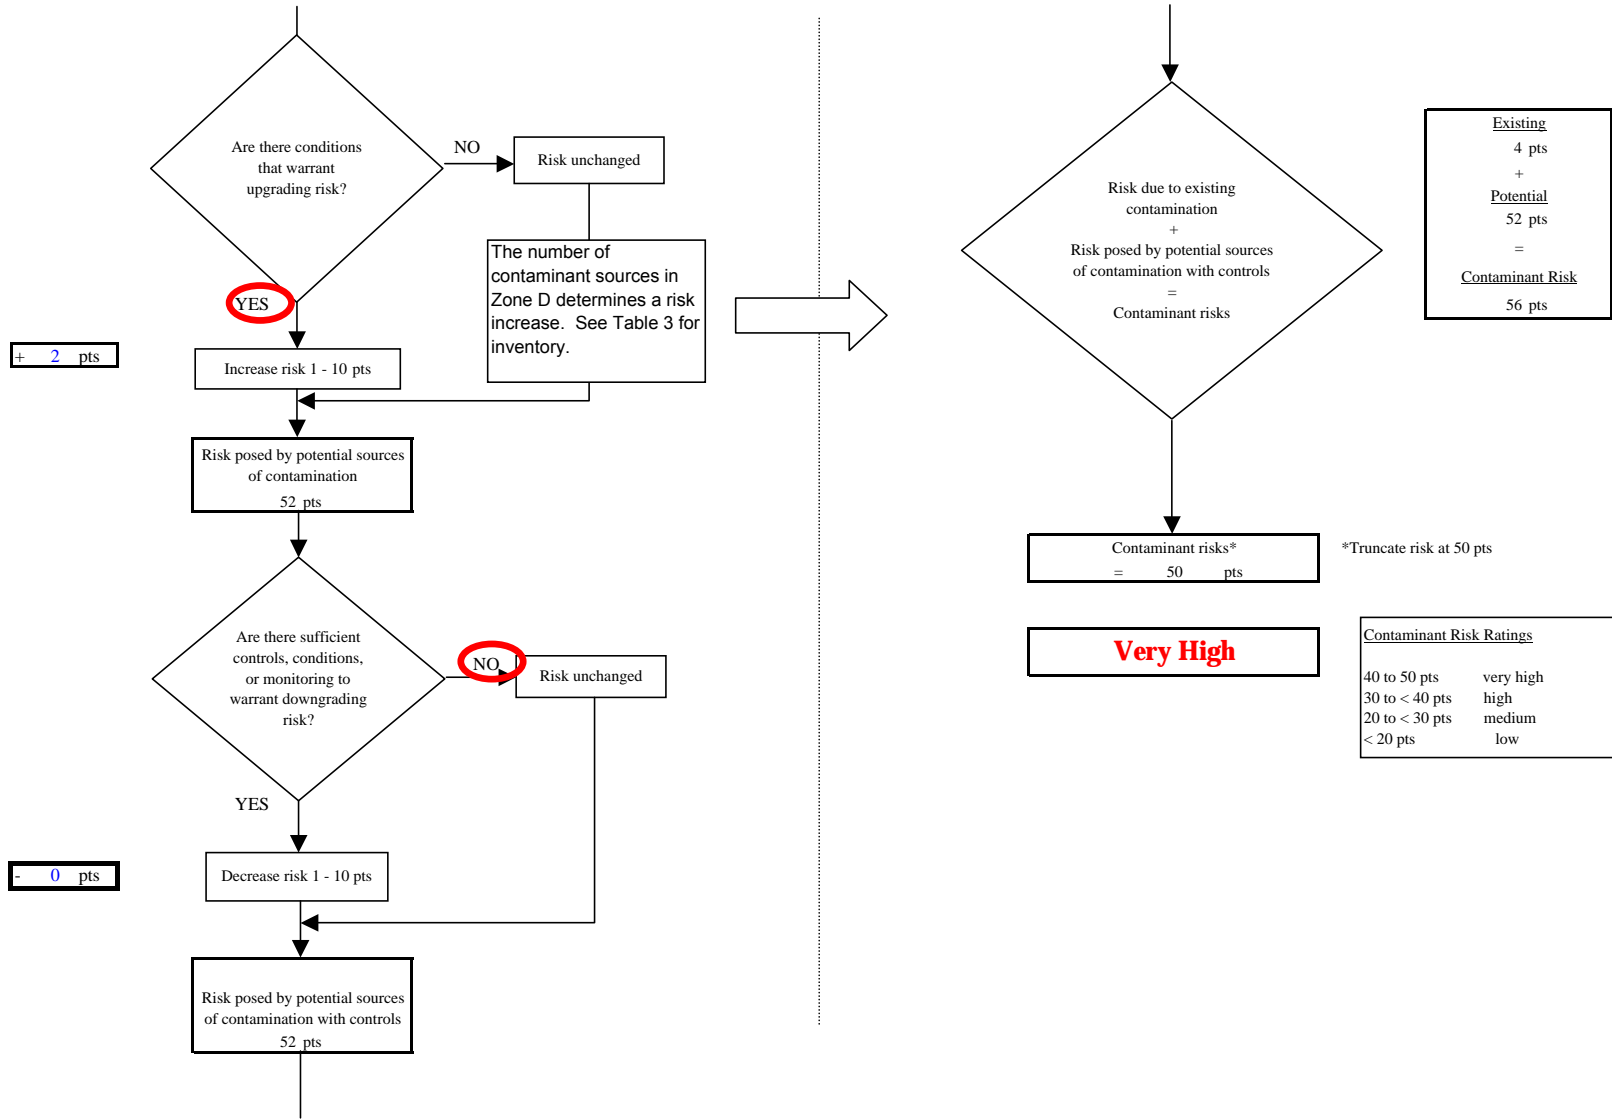 Are there conditions
that warrant
upgrading risk?
NO
Risk unchanged
The number of
contaminant sources in
Zone D determines a risk
increase. See Table 3 for
inventory.
YES
+ 2 pts
Increase risk 1 - 10 pts
Risk posed by potential sources
of contamination
52 pts
Are there sufficient
controls, conditions,
or monitoring to
warrant downgrading
risk?
NO
Risk unchanged
YES
- 0 pts
Decrease risk 1 - 10 pts
Risk posed by potential sources
of contamination with controls
52 pts
Risk due to existing
contamination
+
Risk posed by potential sources
of contamination with controls
=
Contaminant risks
Existing
4 pts
+
Potential
52 pts
=
Contaminant Risk
56 pts
Contaminant risks*
= 50 pts
*Truncate risk at 50 pts
Very High
Contaminant Risk Ratings
40 to 50 pts very high
30 to < 40 pts high
20 to < 30 pts medium
< 20 pts low